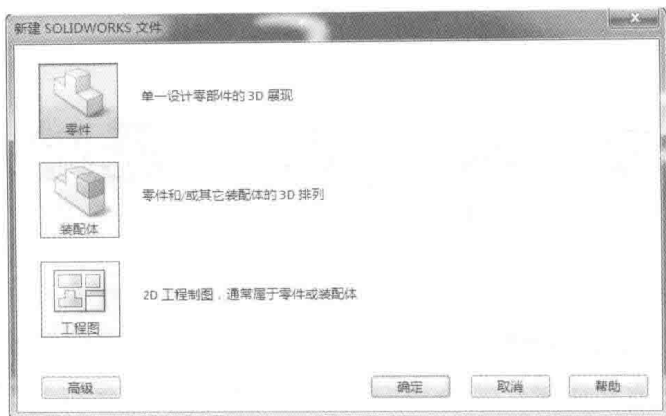 新建 SOLIDWORKS 文件
x
单一设计零部件的 3D 展现
零件
零件和/或其它装配体的 3D 排列
装配体
2D 工程制图，通常属于零件或装配体
工程图
高级
确定
取消
帮助